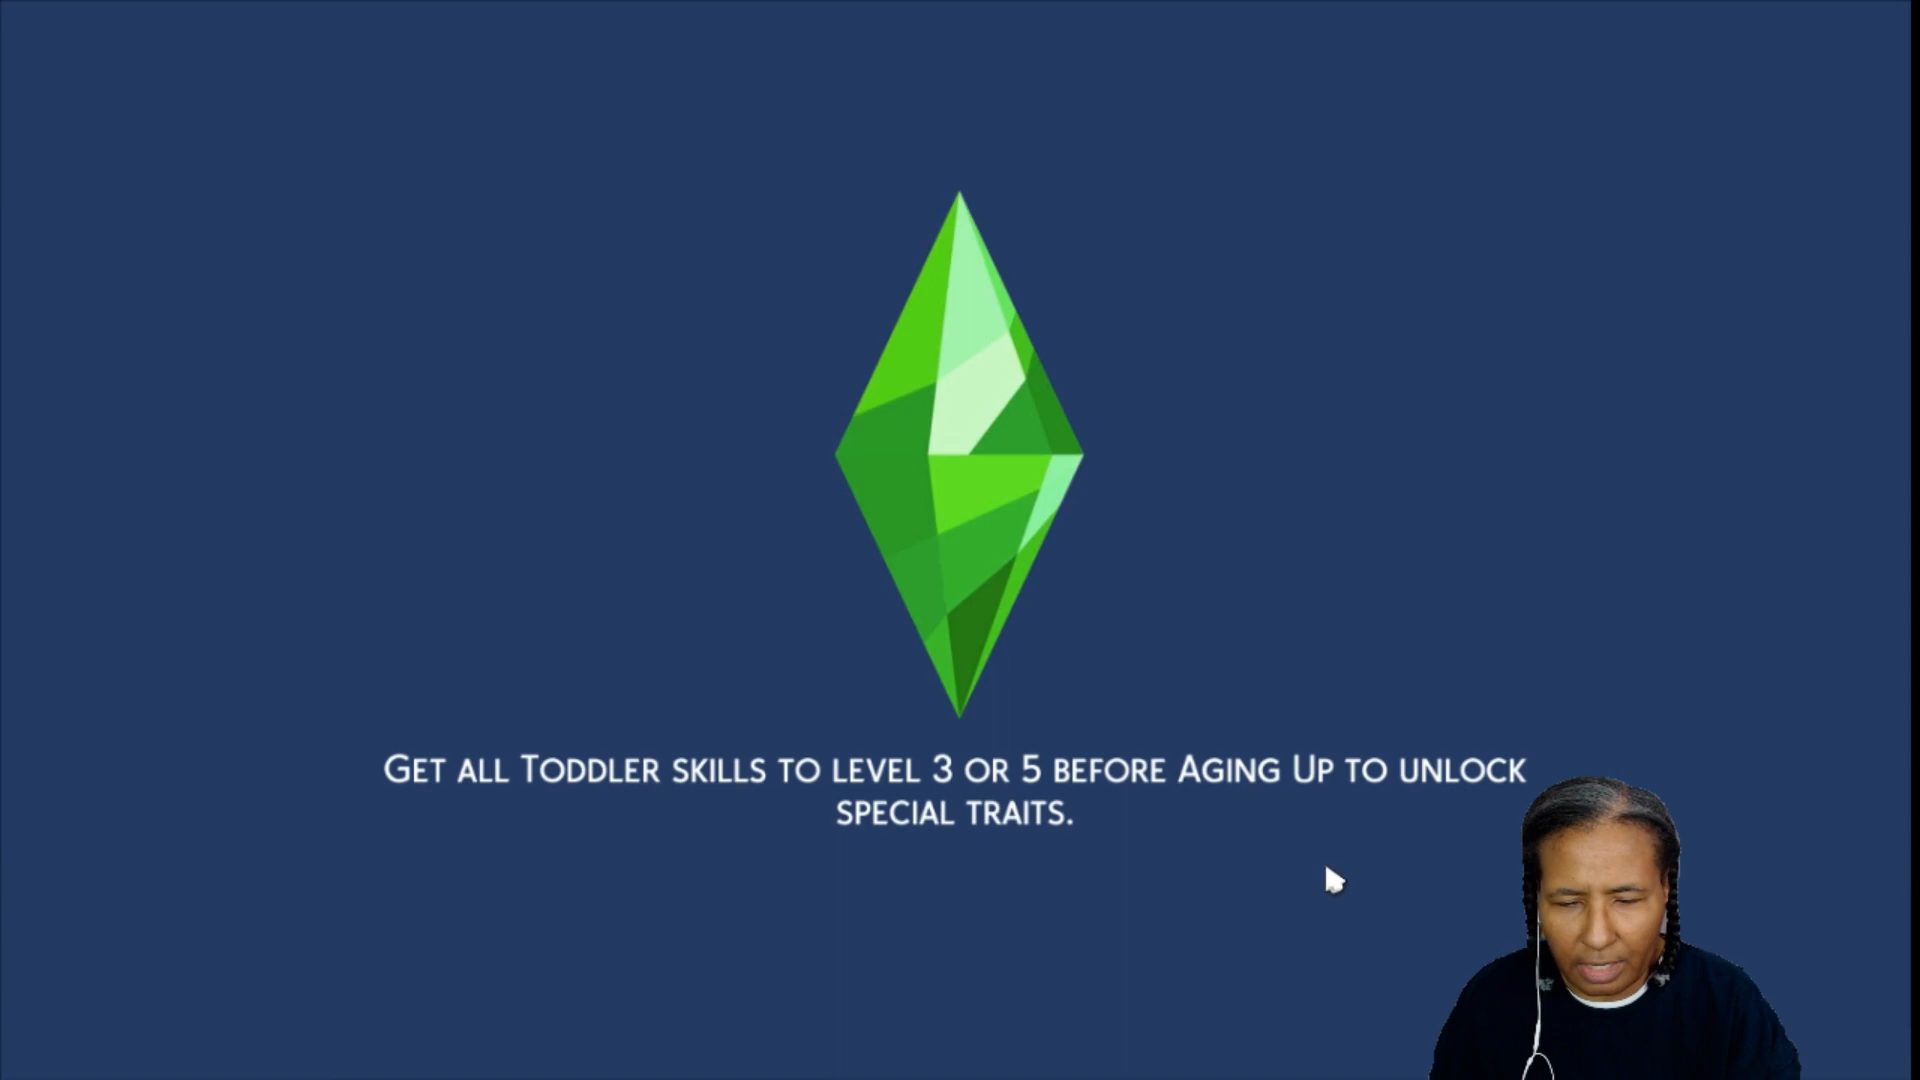 Get all Toddler skills to level 3 or 5 before Aging Up to unlock
special traits.